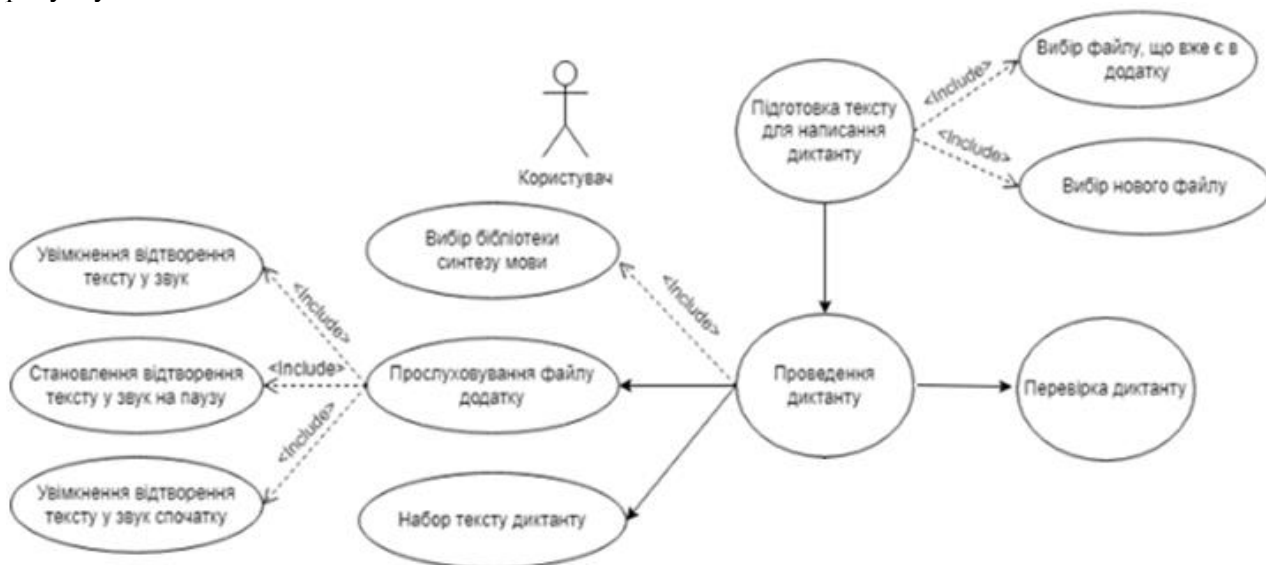 Вибір файлу, що вже є в
додатку
<Include>
Підготовка тексту
для написання
диктанту
<Include>
Вибір нового файлу
Користувач
Вибір бібліотеки
синтезу мови
<Include>
Увімкнення відтворення
тексту у звук
<Include>
Становлення відтворення
тексту у звук на паузу
<Include>
Прослуховування файлу
додатку
Проведення
диктанту
Перевірка диктанту
<Include>
Увімкнення відтворення
тексту у звук спочатку
Набор тексту диктанту